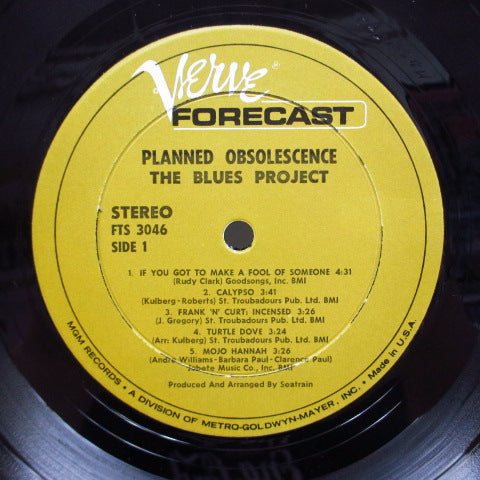 Verve®
FORECAST
PLANNED OBSOLESCENCE
THE BLUES PROJECT
STEREO
FTS 3046
SIDE 1
1. IF YOU GOT TO MAKE A FOOL OF SOMEONE 4:31
(Rudy Clark) Goodsongs, Inc. BMI
2. CALYPSO 3:41
(Kulberg-Roberts) St. Troubadours Pub. Ltd. BMI
3. FRANK 'N' CURT: INCENSED 3:26
(J. Gregory) St. Troubadours Pub. Ltd. BMI
4. TURTLE DOVE 3:24
(Arr: Kulberg) St. Troubadours Pub. Ltd. BMI
5. MOJO HANNAH 3:26
(Andre Williams-Barbara Paul-Clarence Paul)
Jobete Music Co., Inc. BMI
Produced And Arranged By Seatrain
MGM RECORDS • A DIVISION OF METRO-GOLDWYN-MAYER, INC. • Made in U.S.A.